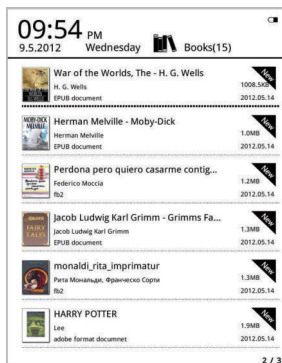 09:54 PM
9.5.2012 Wednesday Books(15)
War of the Worlds, The - H. G. Wells
H. G. Wells
1008.5KB
EPUB document
2012.05.14
New
Herman Melville - Moby-Dick
Herman Melville
1.0MB
EPUB document
2012.05.14
New
MOBY-DICK
MELVILLE
Perdona pero quiero casarme contig...
Federico Moccia
1.2MB
fb2
2012.05.14
New
Jacob Ludwig Karl Grimm - Grimms Fa...
Jacob Ludwig Karl Grimm
1.3MB
EPUB document
2012.05.14
New
FAIRY
TALES
monaldi_rita_imprimatur
Рита Мональди, Франческо Сорти
1.3MB
fb2
2012.05.14
New
HARRY POTTER
Lee
1.9MB
adobe format documnet
2012.05.14
New
2 / 3